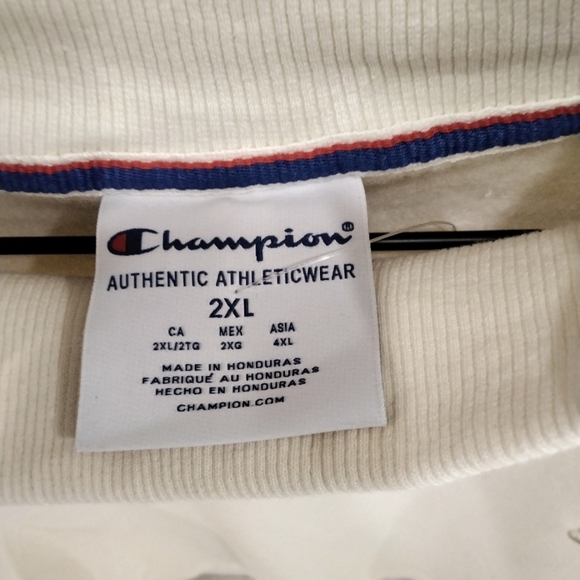 Champion®
AUTHENTIC ATHLETICWEAR
2XL
CA MEX ASIA
2XL/2TG 2XG 4XL
MADE IN HONDURAS
FABRIQUÉ AU HONDURAS
HECHO EN HONDURAS
CHAMPION.COM